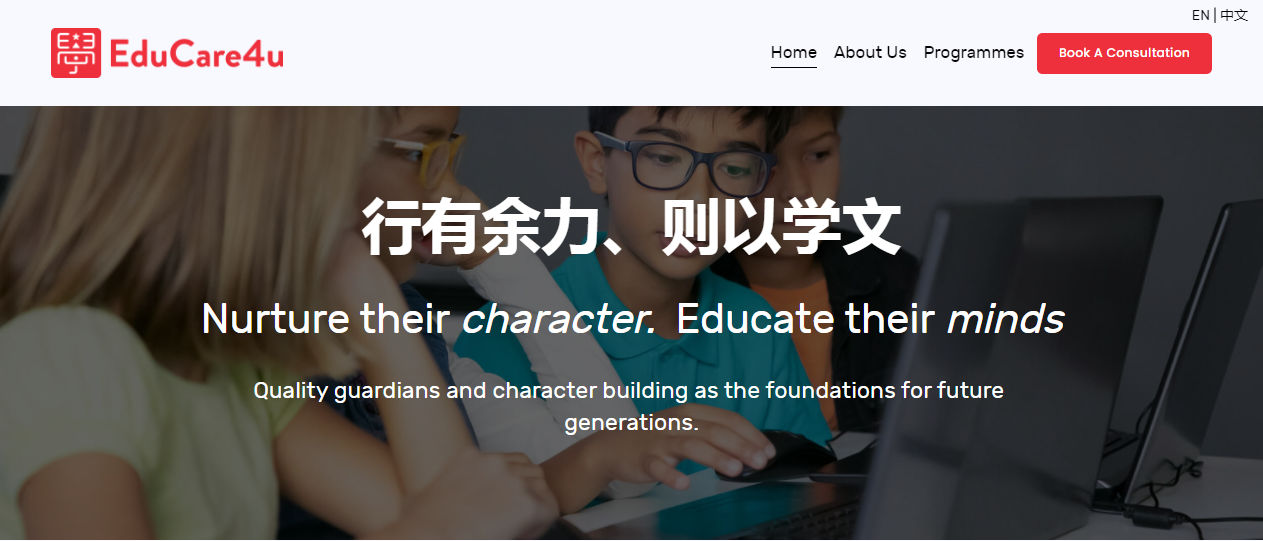 EN | 中文
EduCare4u
Home About Us Programmes Book A Consultation
行有余力、则以学文
Nurture their character. Educate their minds
Quality guardians and character building as the foundations for future
generations.